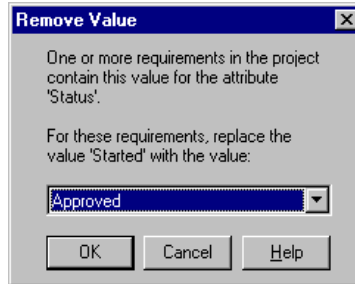 Remove Value
One or more requirements in the project
contain this value for the attribute
'Status'.
For these requirements, replace the
value 'Started' with the value:
Approved
OK
Cancel
Help